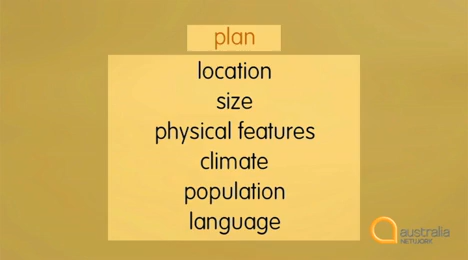 plan
location
size
physical features
climate
population
language
australia
NETWORK